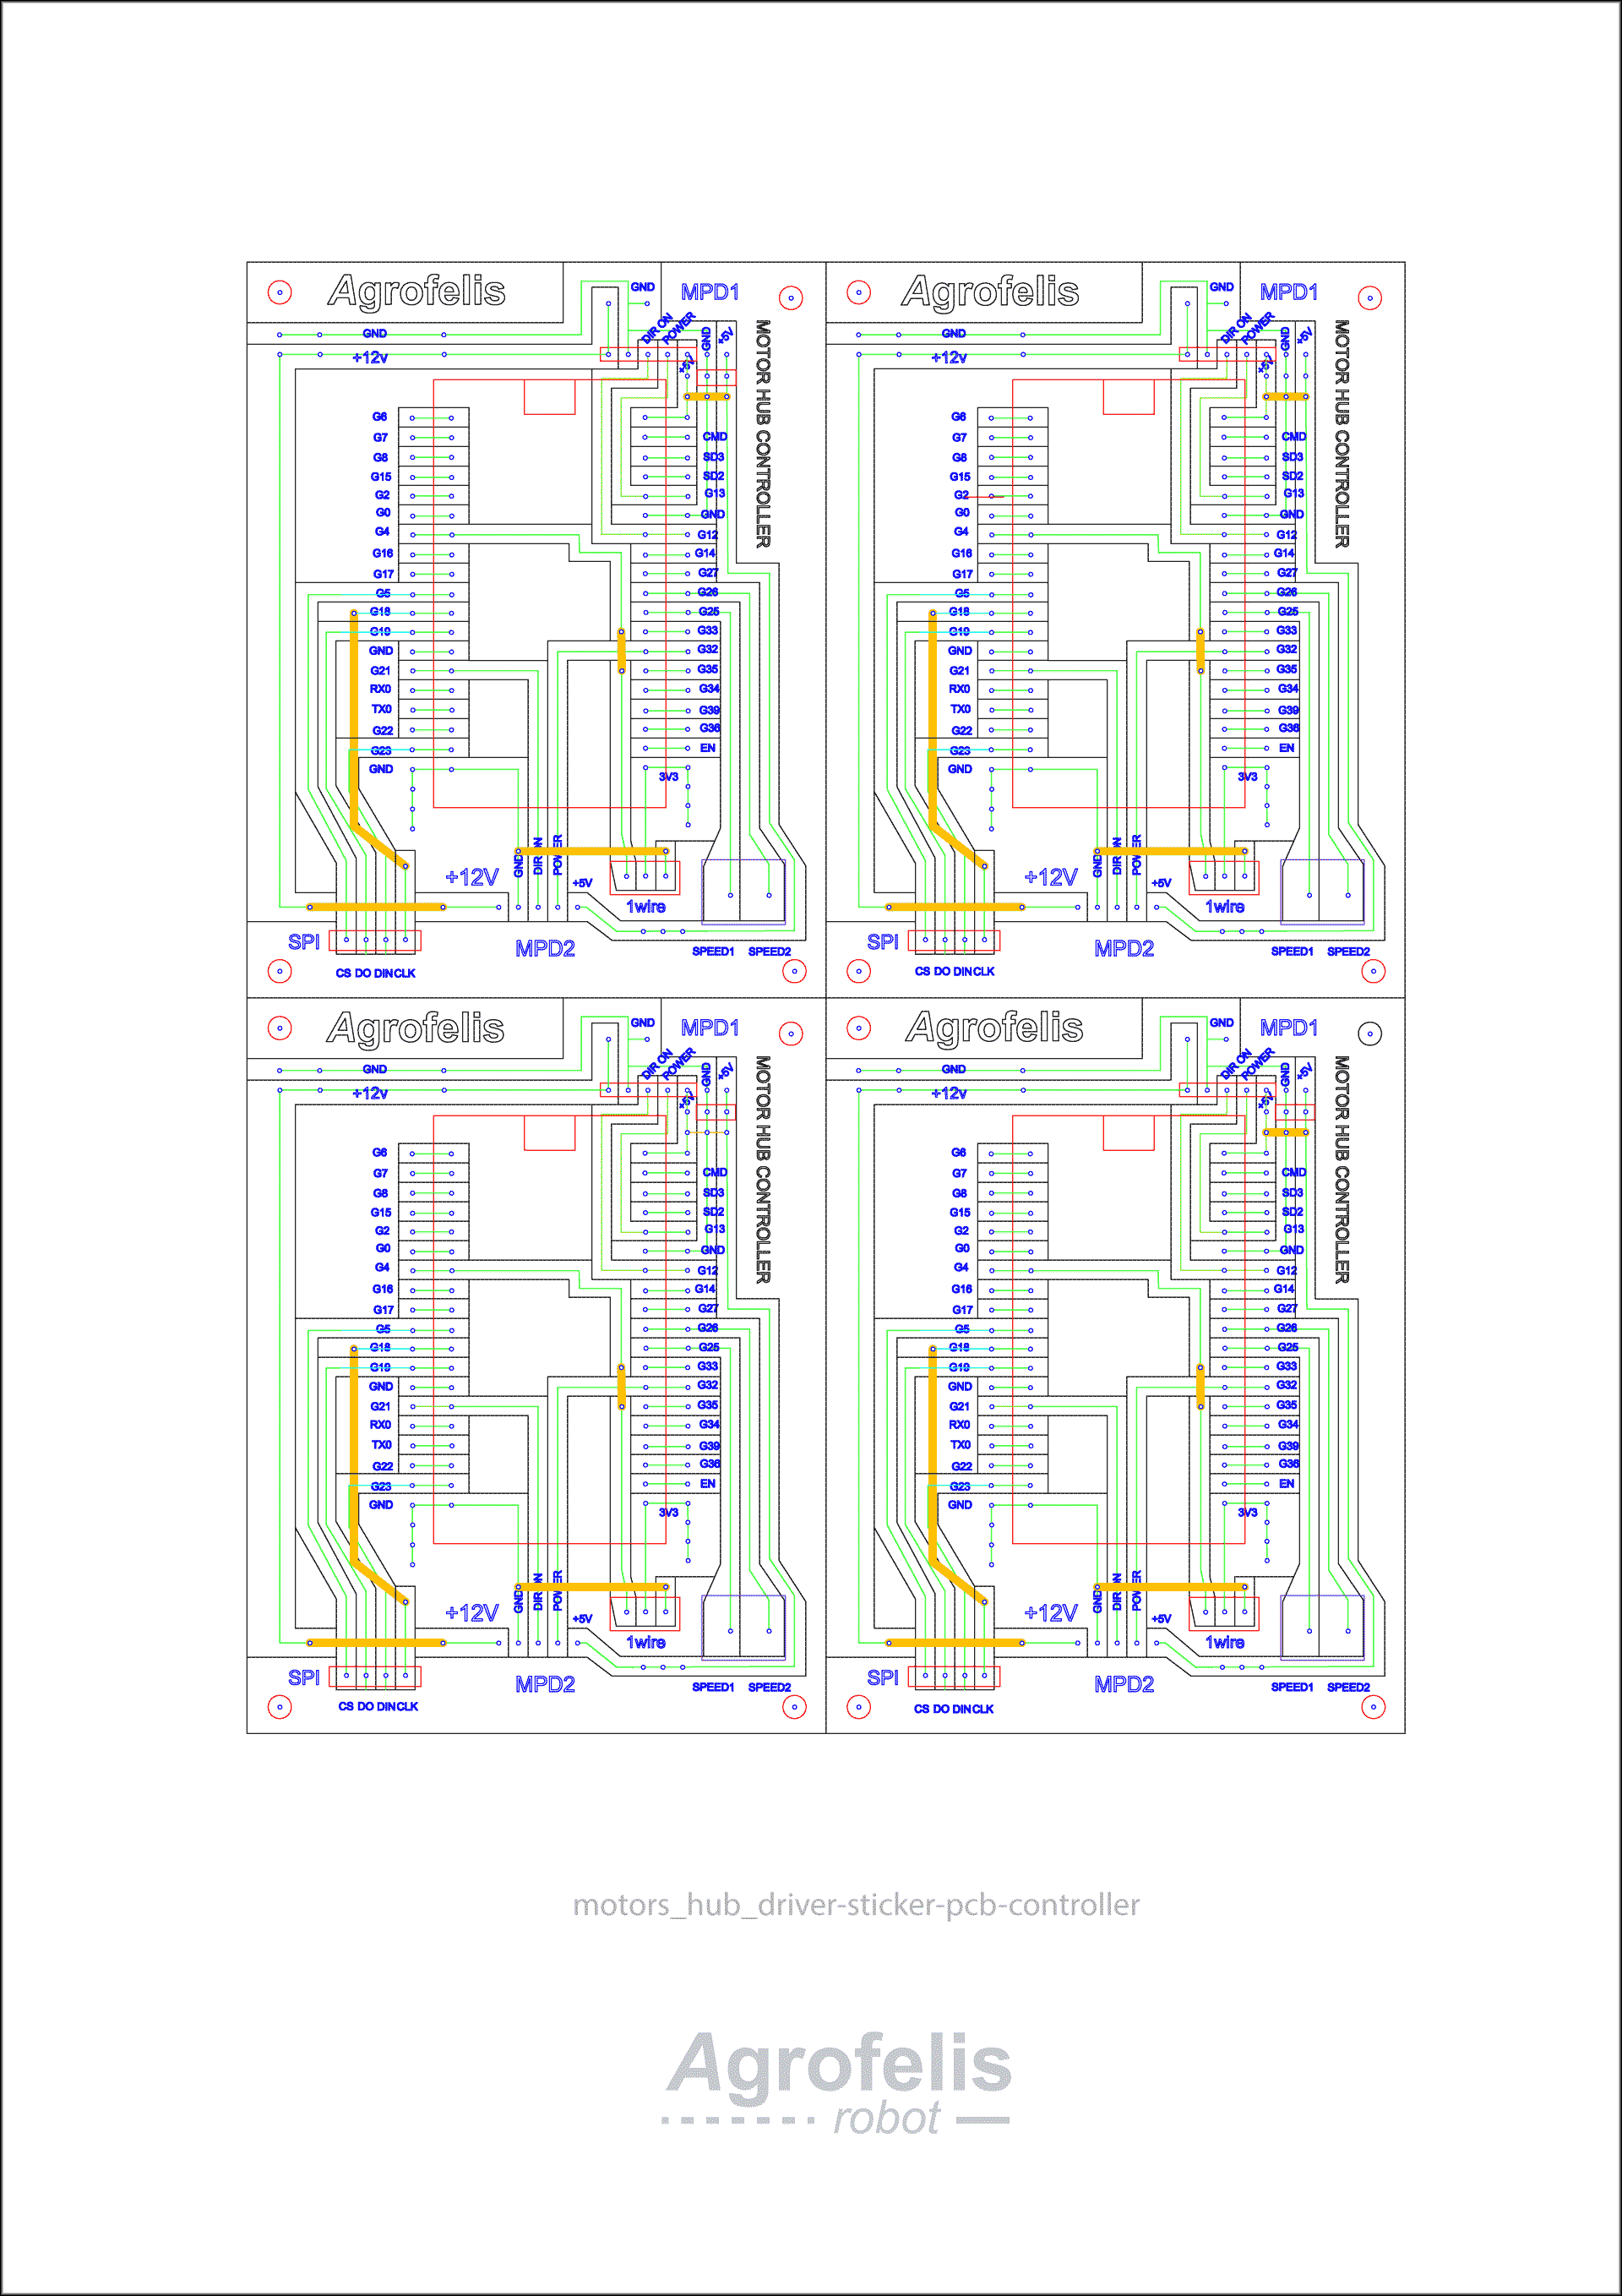 Agrofelis
GND
MPD1
GND
+12v
DIR ON
POWER
GND
+5V
+5V
MOTOR HUB CONTROLLER
G6
G7
G8
G15
G2
G0
G4
G16
G17
G5
G18
G19
GND
G21
RX0
TX0
G22
G23
GND
CMD
SD3
SD2
G13
GND
G12
G14
G27
G26
G25
G33
G32
G35
G34
G39
G36
EN
3V3
+12V
GND
DIR ON
POWER
+5V
1wire
SPI
MPD2
SPEED1 SPEED2
CS DO DIN CLK
Agrofelis
GND
MPD1
GND
+12v
DIR ON
POWER
GND
+5V
+5V
MOTOR HUB CONTROLLER
G6
G7
G8
G15
G2
G0
G4
G16
G17
G5
G18
G19
GND
G21
RX0
TX0
G22
G23
GND
CMD
SD3
SD2
G13
GND
G12
G14
G27
G26
G25
G33
G32
G35
G34
G39
G36
EN
3V3
+12V
GND
DIR ON
POWER
+5V
1wire
SPI
MPD2
SPEED1 SPEED2
CS DO DIN CLK
Agrofelis
GND
MPD1
GND
+12v
DIR ON
POWER
GND
+5V
+5V
MOTOR HUB CONTROLLER
G6
G7
G8
G15
G2
G0
G4
G16
G17
G5
G18
G19
GND
G21
RX0
TX0
G22
G23
GND
CMD
SD3
SD2
G13
GND
G12
G14
G27
G26
G25
G33
G32
G35
G34
G39
G36
EN
3V3
+12V
GND
DIR ON
POWER
+5V
1wire
SPI
MPD2
SPEED1 SPEED2
CS DO DIN CLK
Agrofelis
GND
MPD1
GND
+12v
DIR ON
POWER
GND
+5V
+5V
MOTOR HUB CONTROLLER
G6
G7
G8
G15
G2
G0
G4
G16
G17
G5
G18
G19
GND
G21
RX0
TX0
G22
G23
GND
CMD
SD3
SD2
G13
GND
G12
G14
G27
G26
G25
G33
G32
G35
G34
G39
G36
EN
3V3
+12V
GND
DIR ON
POWER
+5V
1wire
SPI
MPD2
SPEED1 SPEED2
CS DO DIN CLK
motors_hub_driver-sticker-pcb-controller
Agrofelis
robot